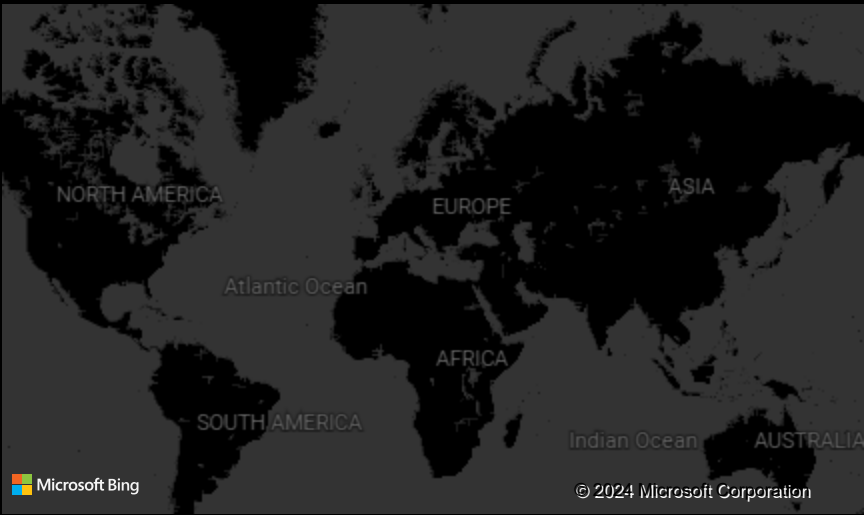 NORTH AMERICA
ASIA
EUROPE
Atlantic Ocean
AFRICA
SOUTH AMERICA
Indian Ocean
AUSTRALIA
Microsoft Bing
© 2024 Microsoft Corporation